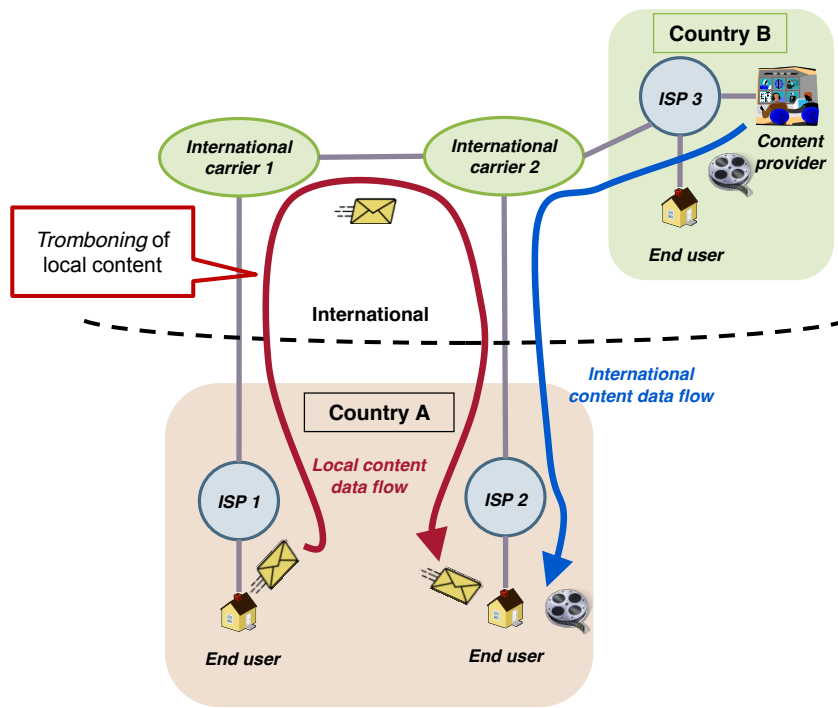 Country B
ISP 3
Content
provider
End user
International
carrier 1
International
carrier 2
Tromboning of
local content
International
International
content data flow
Country A
Local content
data flow
ISP 1
ISP 2
End user
End user